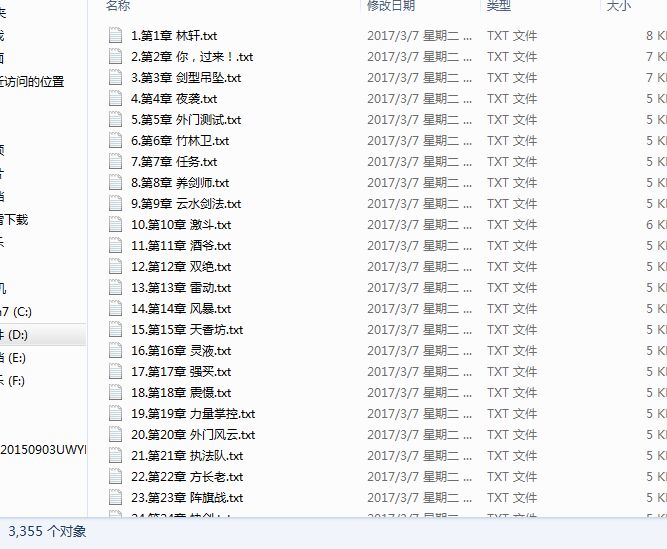 名称 修改日期 类型 大小
1.第1章 林轩.txt 2017/3/7 星期二 ... TXT 文件 8 K
2.第2章 你，过来！.txt 2017/3/7 星期二 ... TXT 文件 7 K
3.第3章 剑型吊坠.txt 2017/3/7 星期二 ... TXT 文件 7 K
4.第4章 夜袭.txt 2017/3/7 星期二 ... TXT 文件 5 K
5.第5章 外门测试.txt 2017/3/7 星期二 ... TXT 文件 5 K
6.第6章 竹林卫.txt 2017/3/7 星期二 ... TXT 文件 5 K
7.第7章 任务.txt 2017/3/7 星期二 ... TXT 文件 5 K
8.第8章 养剑师.txt 2017/3/7 星期二 ... TXT 文件 5 K
9.第9章 云水剑法.txt 2017/3/7 星期二 ... TXT 文件 5 K
10.第10章 激斗.txt 2017/3/7 星期二 ... TXT 文件 6 K
11.第11章 酒爷.txt 2017/3/7 星期二 ... TXT 文件 5 K
12.第12章 双绝.txt 2017/3/7 星期二 ... TXT 文件 5 K
13.第13章 雷动.txt 2017/3/7 星期二 ... TXT 文件 5 K
14.第14章 风暴.txt 2017/3/7 星期二 ... TXT 文件 5 K
15.第15章 天香坊.txt 2017/3/7 星期二 ... TXT 文件 5 K
16.第16章 灵液.txt 2017/3/7 星期二 ... TXT 文件 5 K
17.第17章 强买.txt 2017/3/7 星期二 ... TXT 文件 5 K
18.第18章 震慑.txt 2017/3/7 星期二 ... TXT 文件 5 K
19.第19章 力量掌控.txt 2017/3/7 星期二 ... TXT 文件 5 K
20.第20章 外门风云.txt 2017/3/7 星期二 ... TXT 文件 5 K
21.第21章 执法队.txt 2017/3/7 星期二 ... TXT 文件 5 K
22.第22章 方长老.txt 2017/3/7 星期二 ... TXT 文件 5 K
23.第23章 阵旗战.txt 2017/3/7 星期二 ... TXT 文件 5 K
访问的位置
下载
7 (C:)
(D:)
(E:)
(F:)
20150903UWY
3,355 个对象